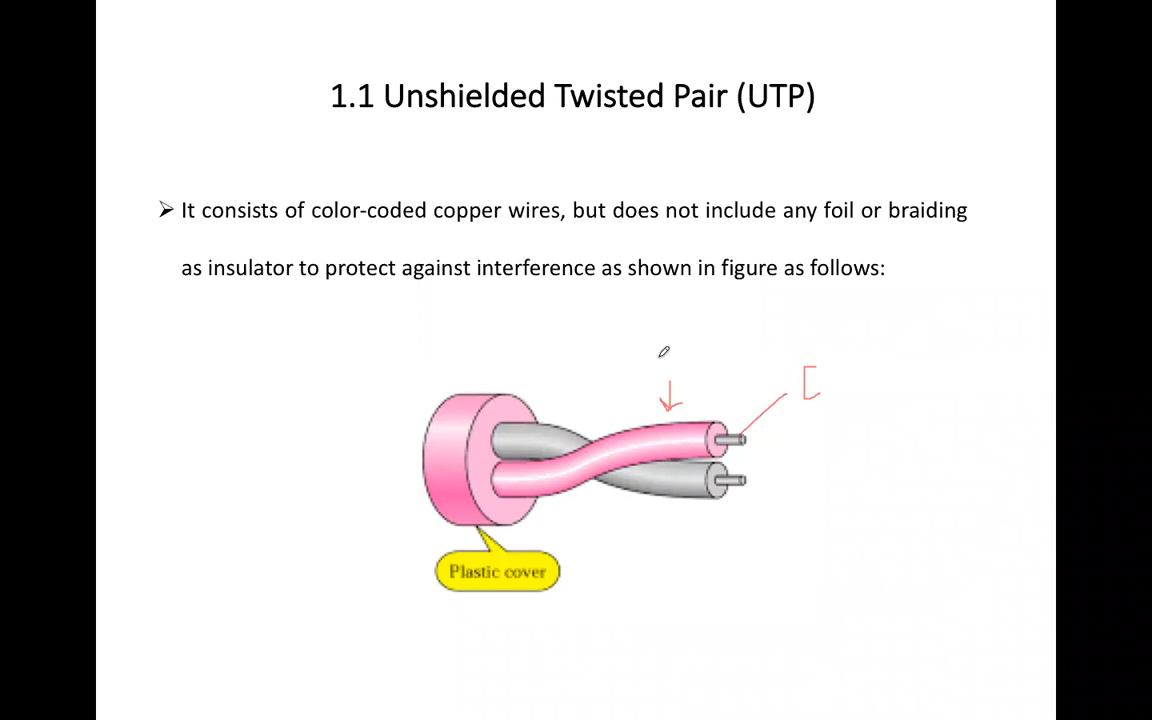 1.1 Unshielded Twisted Pair (UTP)
➢ It consists of color-coded copper wires, but does not include any foil or braiding
as insulator to protect against interference as shown in figure as follows:
Plastic cover